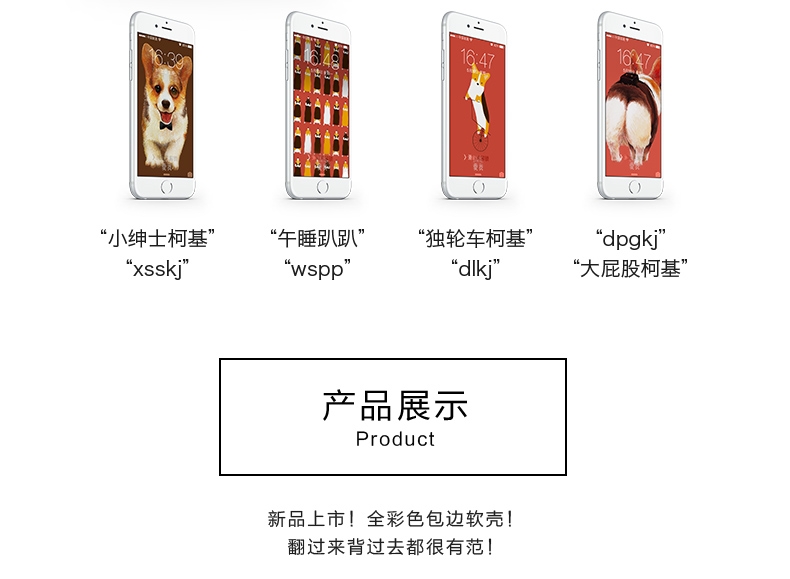 16:39
16:48
16:47
16:47
“小绅士柯基”
“xsskj”
“午睡趴趴”
“wspp”
“独轮车柯基”
“dlkj”
“dpgkj”
“大屁股柯基”
产品展示
Product
新品上市！全彩色包边软壳！
翻过来背过去都很有范！